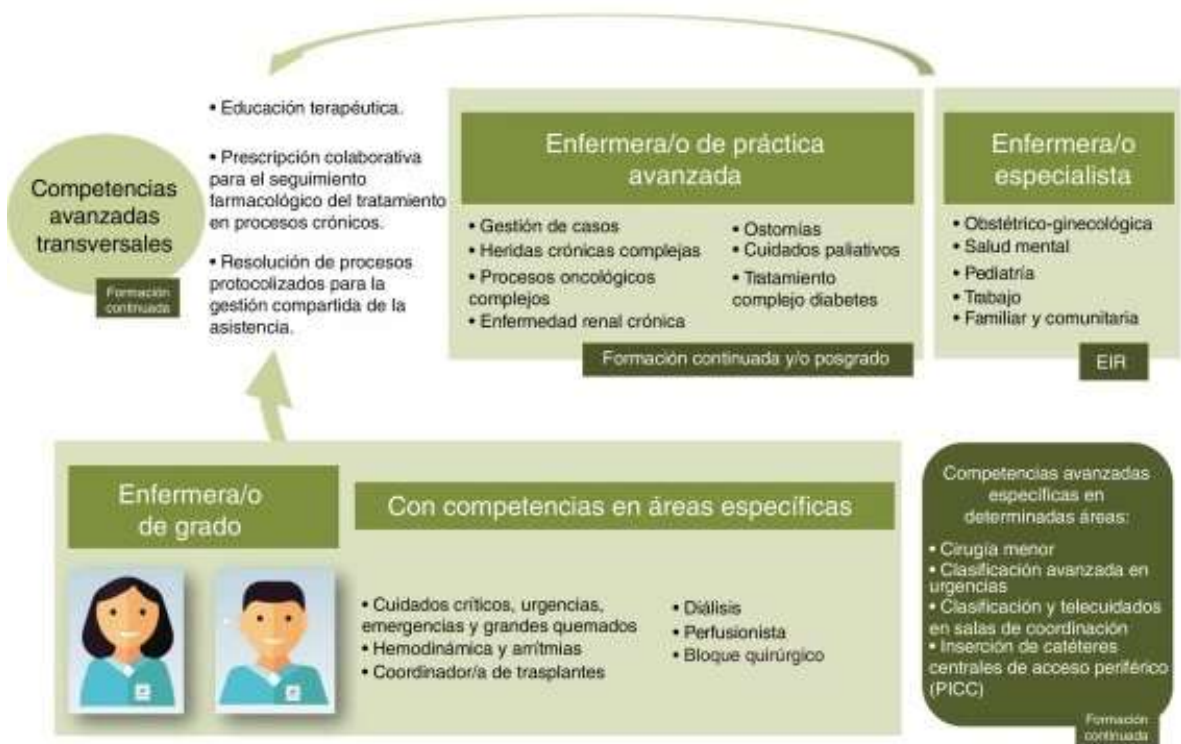 Competencias
avanzadas
transversales
Formación
continuada
• Educación terapéutica.
• Prescripción colaborativa
para el seguimiento
farmacológico del tratamiento
en procesos crónicos.
• Resolución de procesos
protocolizados para la
gestión compartida de la
asistencia.
Enfermera/o de práctica
avanzada
• Gestión de casos
• Heridas crónicas complejas
• Procesos oncológicos
complejos
• Enfermedad renal crónica
• Ostomías
• Cuidados paliativos
• Tratamiento
complejo diabetes
Formación continuada y/o posgrado
Enfermera/o
especialista
• Obstétrico-ginecológica
• Salud mental
• Pediatría
• Trabajo
• Familiar y comunitaria
EIR
Enfermera/o
de grado
Con competencias en áreas específicas
• Cuidados críticos, urgencias,
emergencias y grandes quemados
• Hemodinámica y arritmias
• Coordinador/a de trasplantes
• Diálisis
• Perfusionista
• Bloque quirúrgico
Competencias avanzadas
específicas en
determinadas áreas:
• Cirugía menor
• Clasificación avanzada en
urgencias
• Clasificación y telecuidados
en salas de coordinación
• Inserción de catéteres
centrales de acceso periférico
(PICC)
Formación
continuada